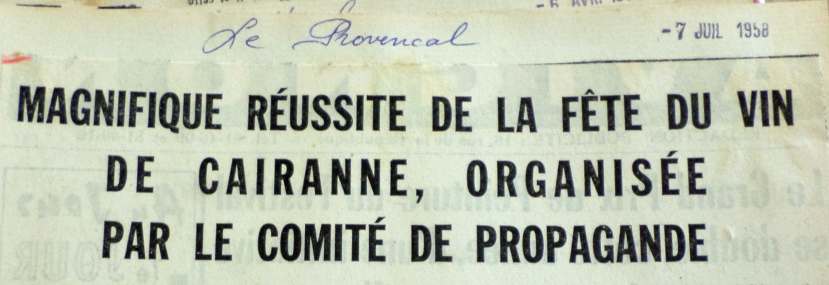 Le Provençal
-7 JUIL 1958
MAGNIFIQUE RÉUSSITE DE LA FÊTE DU VIN
DE CAIRANNE, ORGANISÉE
PAR LE COMITÉ DE PROPAGANDE